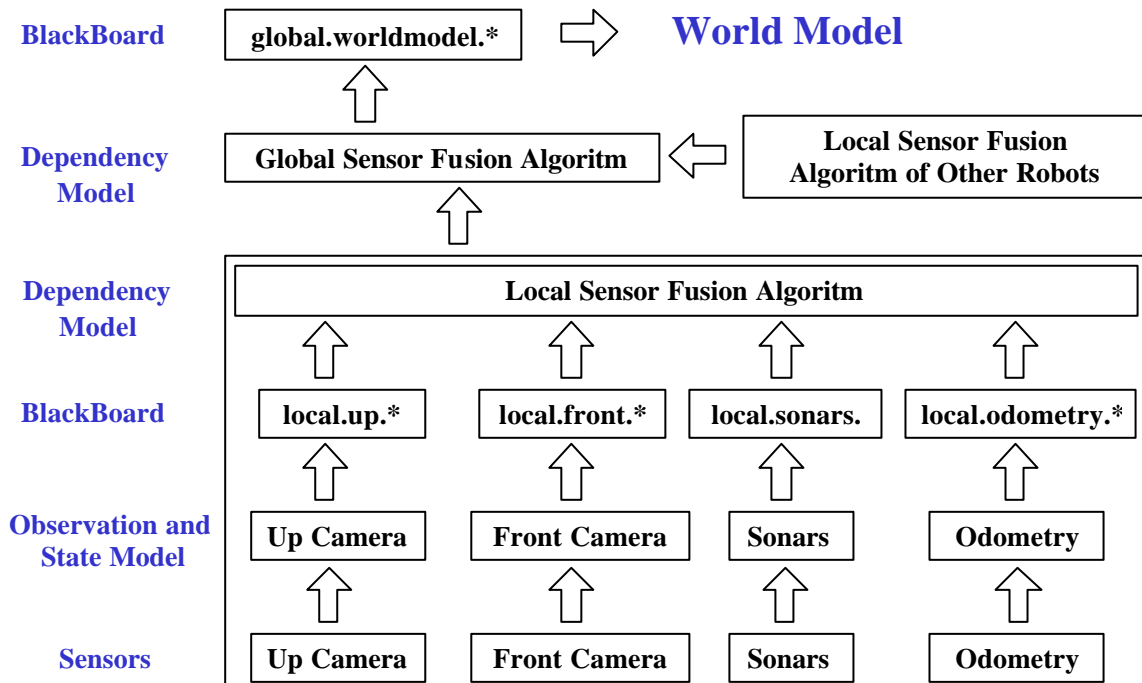 BlackBoard
global.worldmodel.*
World Model
Dependency
Model
Global Sensor Fusion Algoritm
Local Sensor Fusion
Algoritm of Other Robots
Dependency
Model
Local Sensor Fusion Algoritm
BlackBoard
local.up.*
local.front.*
local.sonars.
local.odometry.*
Observation and
State Model
Up Camera
Front Camera
Sonars
Odometry
Sensors
Up Camera
Front Camera
Sonars
Odometry